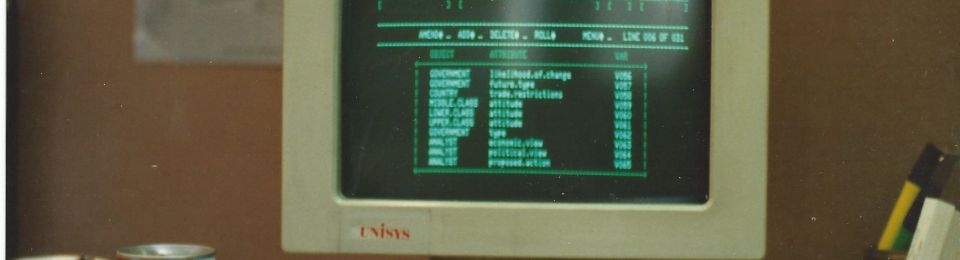 AMEND◆ _ ADD◆ _ DELETE◆ _ ROLL◆ MENU◆ _ LINE 006 OF 031
OBJECT ATTRIBUTE VAR
GOVERNMENT likelihood.of.change V056
GOVERNMENT future.type V057
COUNTRY trade.restrictions V058
MIDDLE.CLASS attitude V059
LOWER.CLASS attitude V060
UPPER.CLASS attitude V061
GOVERNMENT type V062
ANALYST economic.view V063
ANALYST political.view V064
ANALYST proposed.action V065
UNISYS